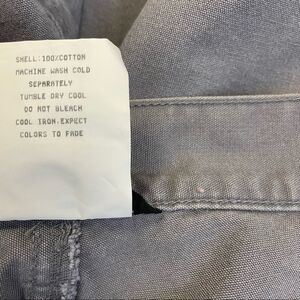 SHELL:100%COTTON
MACHINE WASH COLD
SEPARATELY
TUMBLE DRY COOL
DO NOT BLEACH
COOL IRON.EXPECT
COLORS TO FADE